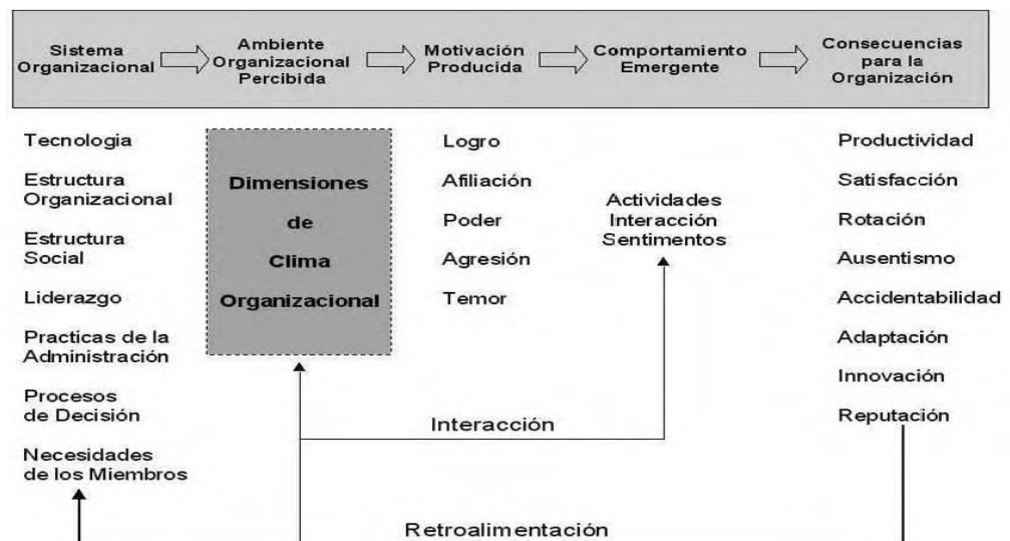 Sistema
Organizacional
Ambiente
Organizacional
Percibida
Motivación
Producida
Comportamiento
Emergente
Consecuencias
para la
Organización
Tecnologia
Estructura
Organizacional
Estructura
Social
Liderazgo
Practicas de la
Administración
Procesos
de Decisión
Necesidades
de los Miembros
Dimensiones
de
Clima
Organizacional
Logro
Afiliación
Poder
Agresión
Temor
Actividades
Interacción
Sentimentos
Productividad
Satisfacción
Rotación
Ausentismo
Accidentabilidad
Adaptación
Innovación
Reputación
Interacción
Retroalimentación